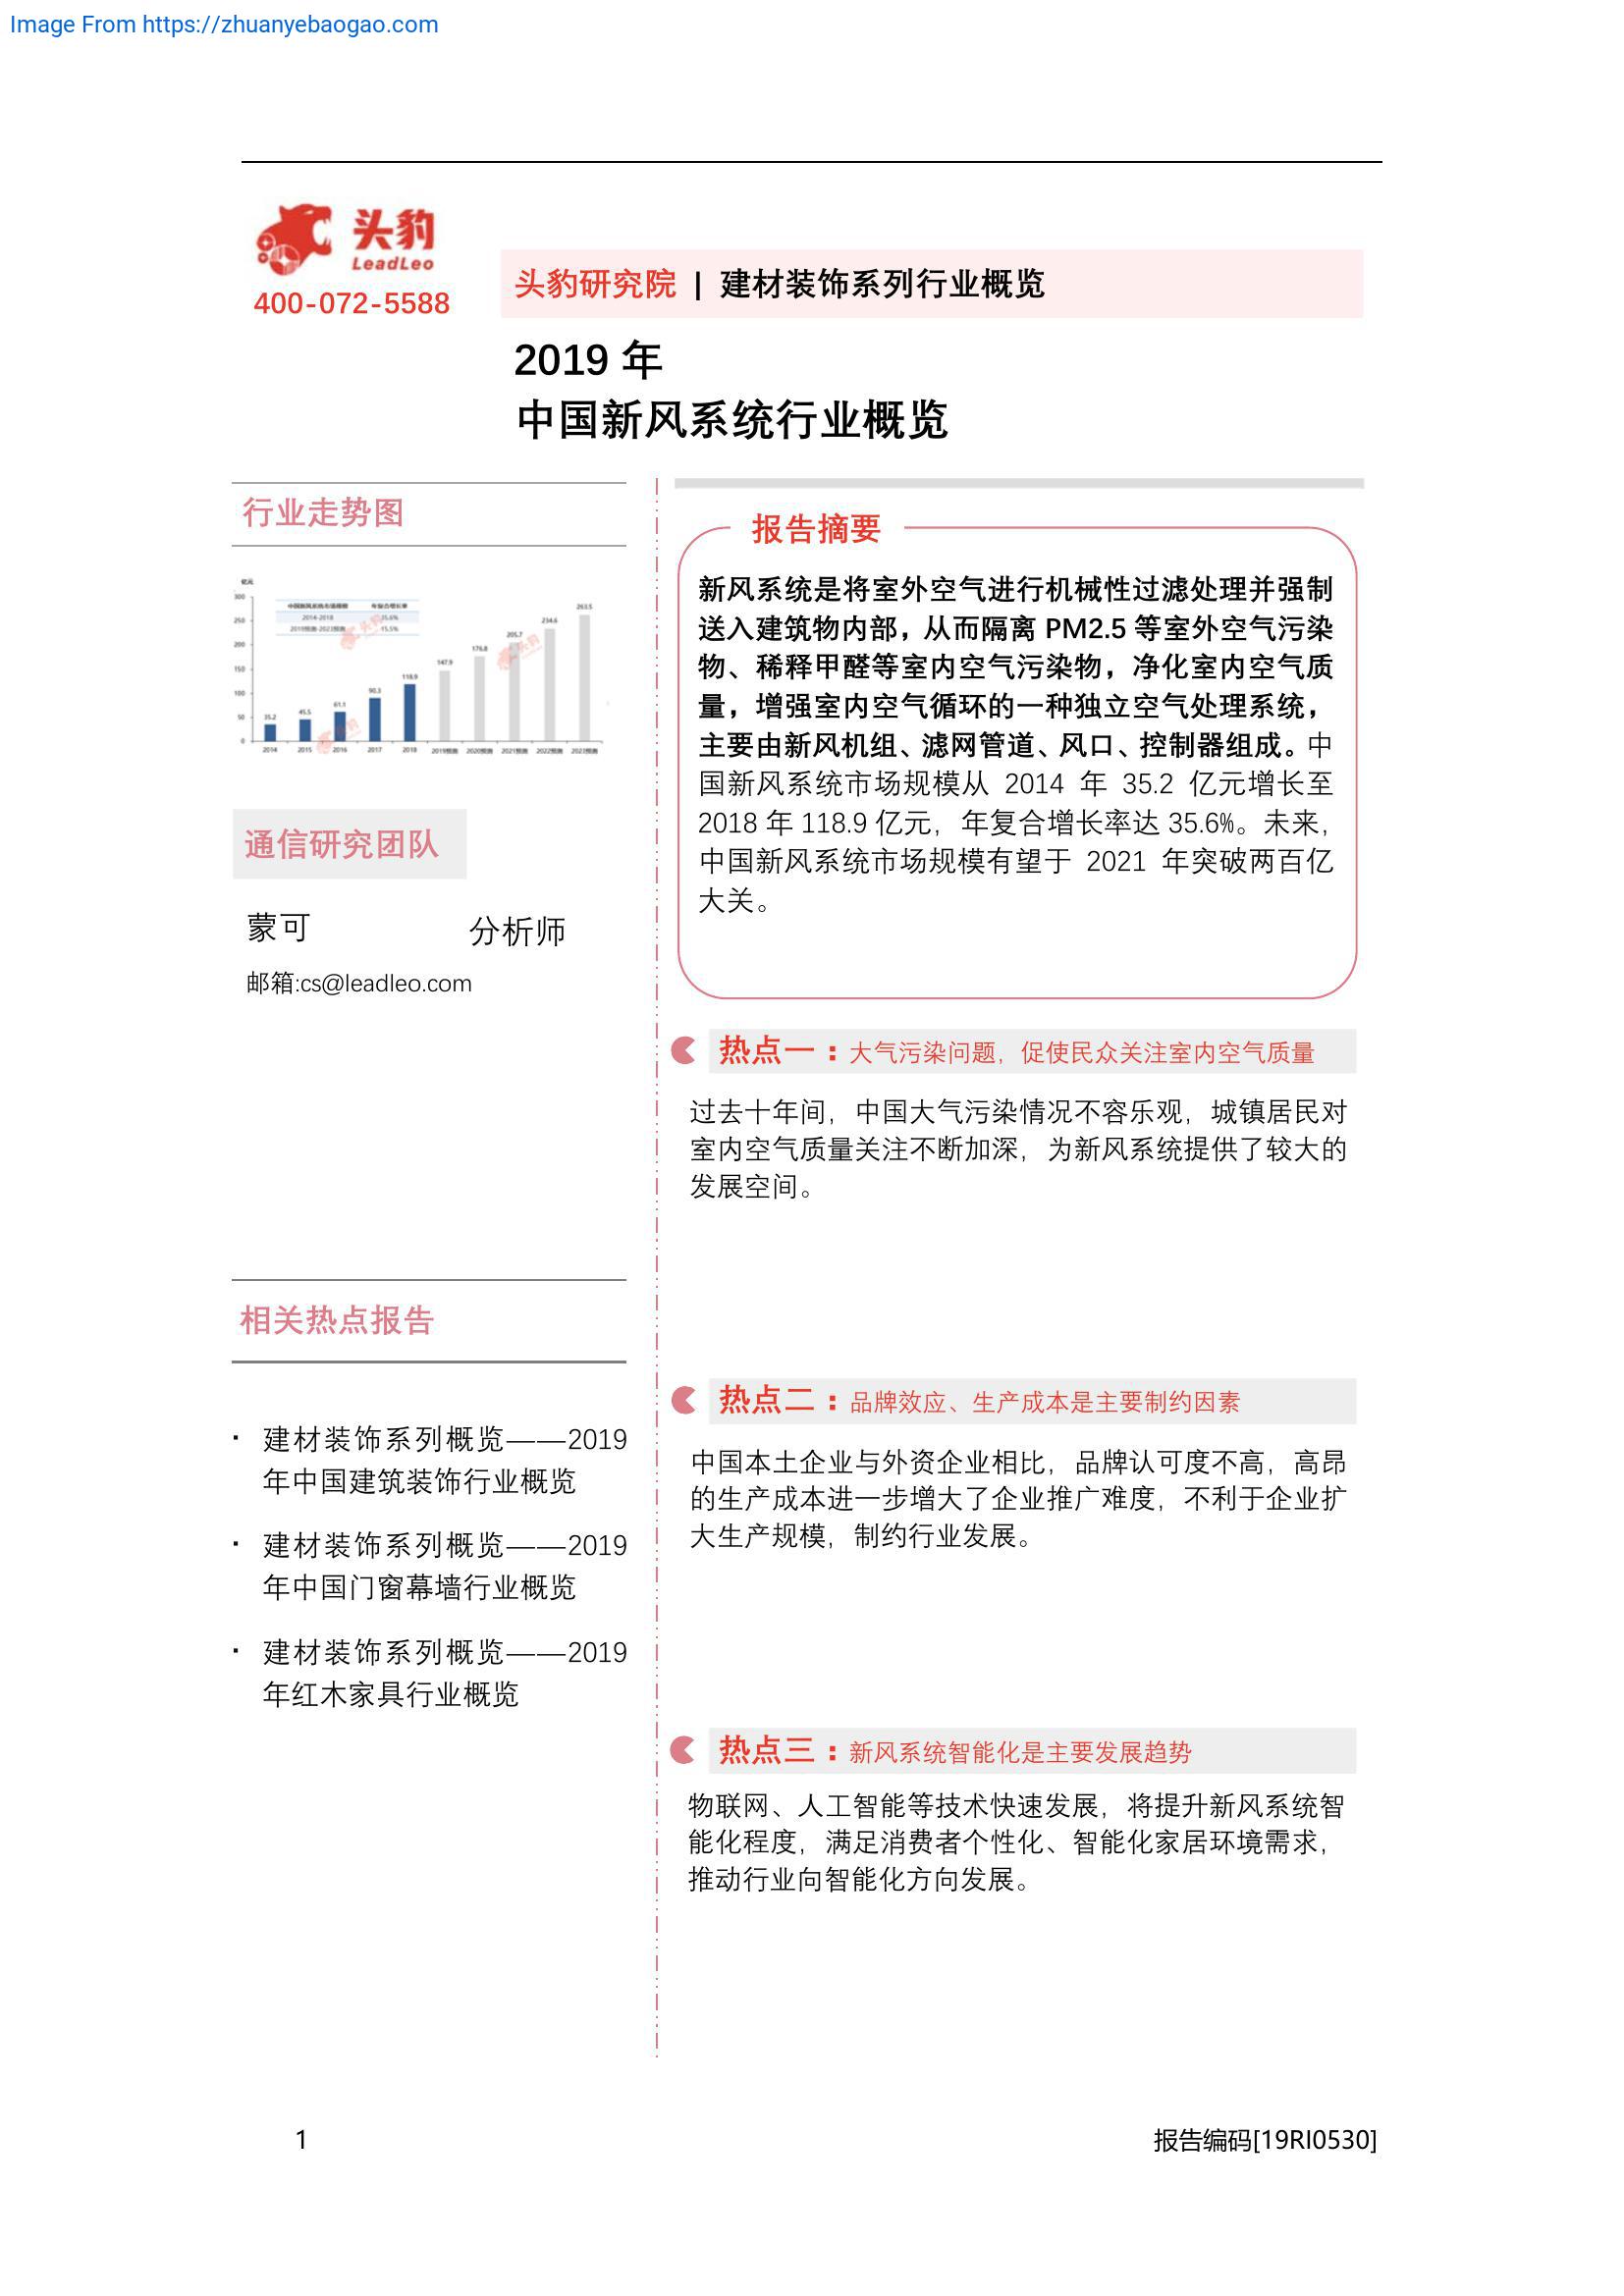 Image From https://zhuanyebaogao.com
头豹
LeadLeo
400-072-5588
头豹研究院 | 建材装饰系列行业概览
2019 年
中国新风系统行业概览
行业走势图
亿元
300
250
200
150
100
50
0
中国新风系统市场规模 年复合增长率
2014-2018 35.6%
2019预测-2023预测 15.5%
35.2
45.5
61.1
90.3
118.9
147.9
176.8
205.7
234.6
263.5
2014 2015 2016 2017 2018 2019预测 2020预测 2021预测 2022预测 2023预测
通信研究团队
蒙可 分析师
邮箱:cs@leadleo.com
相关热点报告
· 建材装饰系列概览——2019
年中国建筑装饰行业概览
· 建材装饰系列概览——2019
年中国门窗幕墙行业概览
· 建材装饰系列概览——2019
年红木家具行业概览
报告摘要
新风系统是将室外空气进行机械性过滤处理并强制
送入建筑物内部，从而隔离 PM2.5 等室外空气污染
物、稀释甲醛等室内空气污染物，净化室内空气质
量，增强室内空气循环的一种独立空气处理系统，
主要由新风机组、滤网管道、风口、控制器组成。中
国新风系统市场规模从 2014 年 35.2 亿元增长至
2018 年 118.9 亿元，年复合增长率达 35.6%。未来，
中国新风系统市场规模有望于 2021 年突破两百亿
大关。
热点一：大气污染问题，促使民众关注室内空气质量
过去十年间，中国大气污染情况不容乐观，城镇居民对
室内空气质量关注不断加深，为新风系统提供了较大的
发展空间。
热点二：品牌效应、生产成本是主要制约因素
中国本土企业与外资企业相比，品牌认可度不高，高昂
的生产成本进一步增大了企业推广难度，不利于企业扩
大生产规模，制约行业发展。
热点三：新风系统智能化是主要发展趋势
物联网、人工智能等技术快速发展，将提升新风系统智
能化程度，满足消费者个性化、智能化家居环境需求，
推动行业向智能化方向发展。
1
报告编码[19RI0530]